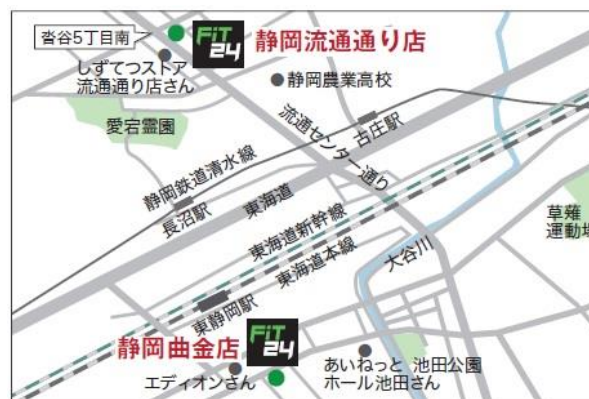 沓谷5丁目南
FiT
24
静岡流通通り店
しずてつストア
流通通り店さん
静岡農業高校
愛宕霊園
流通センター通り
古庄駅
静岡鉄道清水線
長沼駅
東海道
東海道新幹線
東海道本線
大谷川
草薙
運動場
東静岡駅
静岡曲金店
FiT
24
エディオンさん
あいねっと
ホール池田さん
池田公園